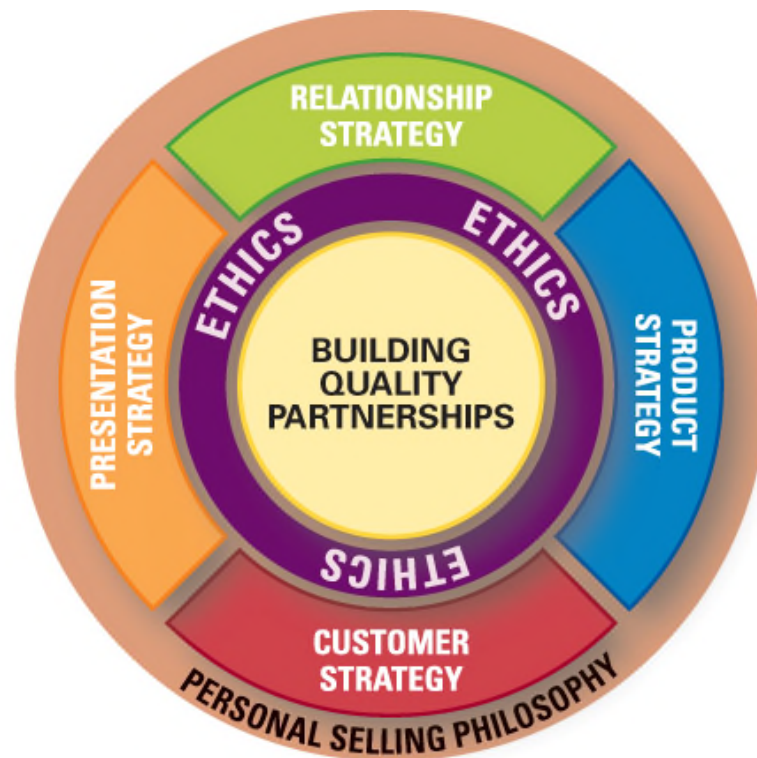 RELATIONSHIP
STRATEGY
ETHICS
ETHICS
PRESENTATION
STRATEGY
BUILDING
QUALITY
PARTNERSHIPS
PRODUCT
STRATEGY
ETHICS
CUSTOMER
STRATEGY
PERSONAL SELLING PHILOSOPHY